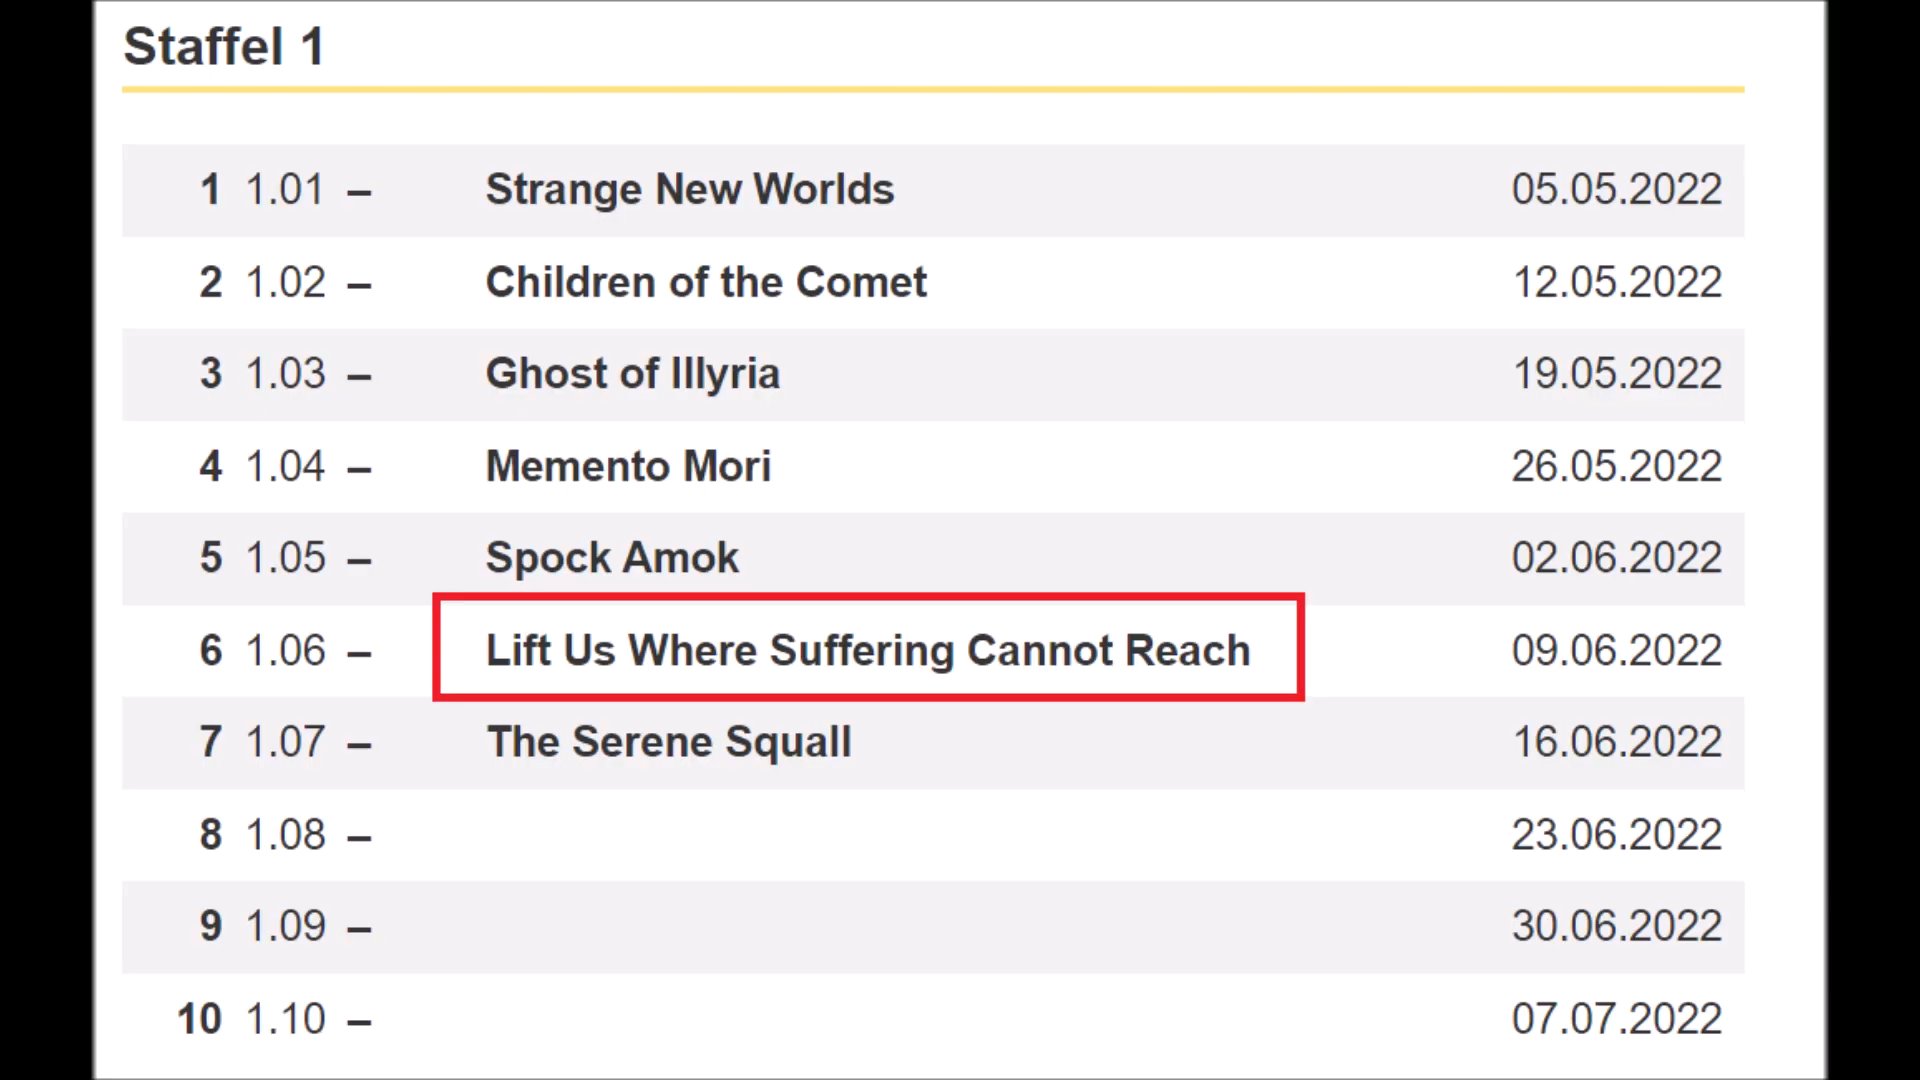 Staffel 1
1 1.01 – Strange New Worlds 05.05.2022
2 1.02 – Children of the Comet 12.05.2022
3 1.03 – Ghost of Illyria 19.05.2022
4 1.04 – Memento Mori 26.05.2022
5 1.05 – Spock Amok 02.06.2022
6 1.06 – Lift Us Where Suffering Cannot Reach 09.06.2022
7 1.07 – The Serene Squall 16.06.2022
8 1.08 – 23.06.2022
9 1.09 – 30.06.2022
10 1.10 – 07.07.2022